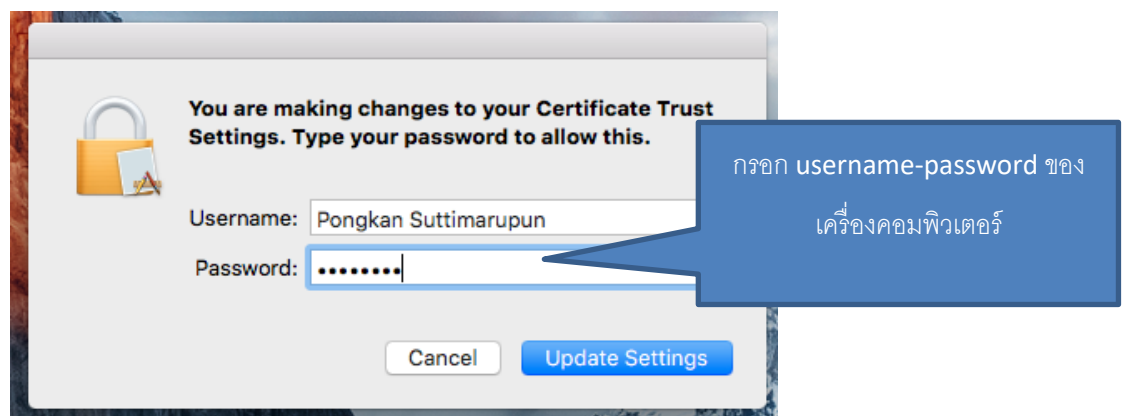 You are making changes to your Certificate Trust
Settings. Type your password to allow this.
กรอก username-password ของ
เครื่องคอมพิวเตอร์
Username: Pongkan Suttimarupun
Password: ••••••••
Cancel Update Settings